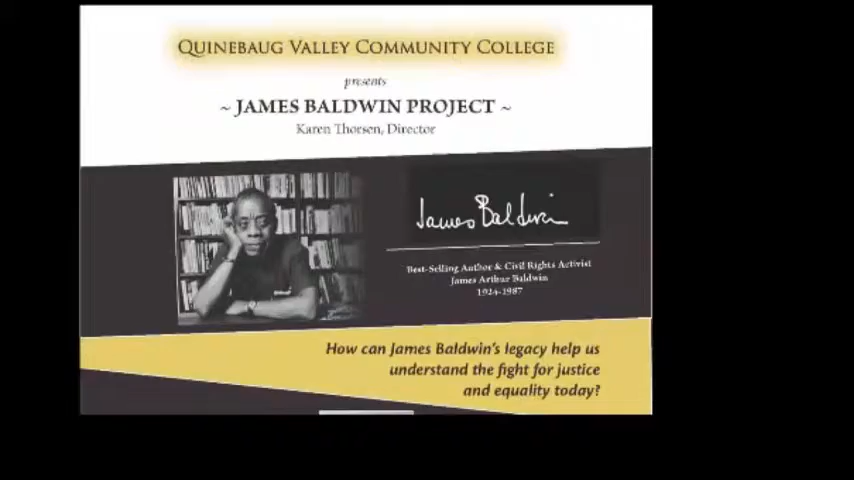 QUINEBAUG VALLEY COMMUNITY COLLEGE
presents
~ JAMES BALDWIN PROJECT ~
Karen Thorsen, Director
James Baldwin
Best-Selling Author & Civil Rights Activist
James Arthur Baldwin
1924-1987
How can James Baldwin's legacy help us
understand the fight for justice
and equality today?